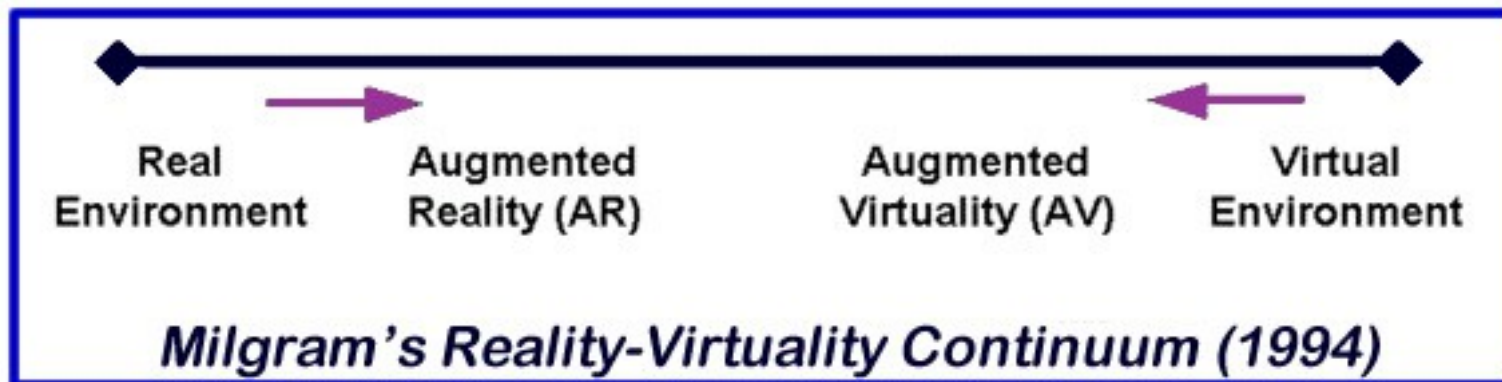 Real Environment
Augmented Reality (AR)
Augmented Virtuality (AV)
Virtual Environment
Milgram's Reality-Virtuality Continuum (1994)